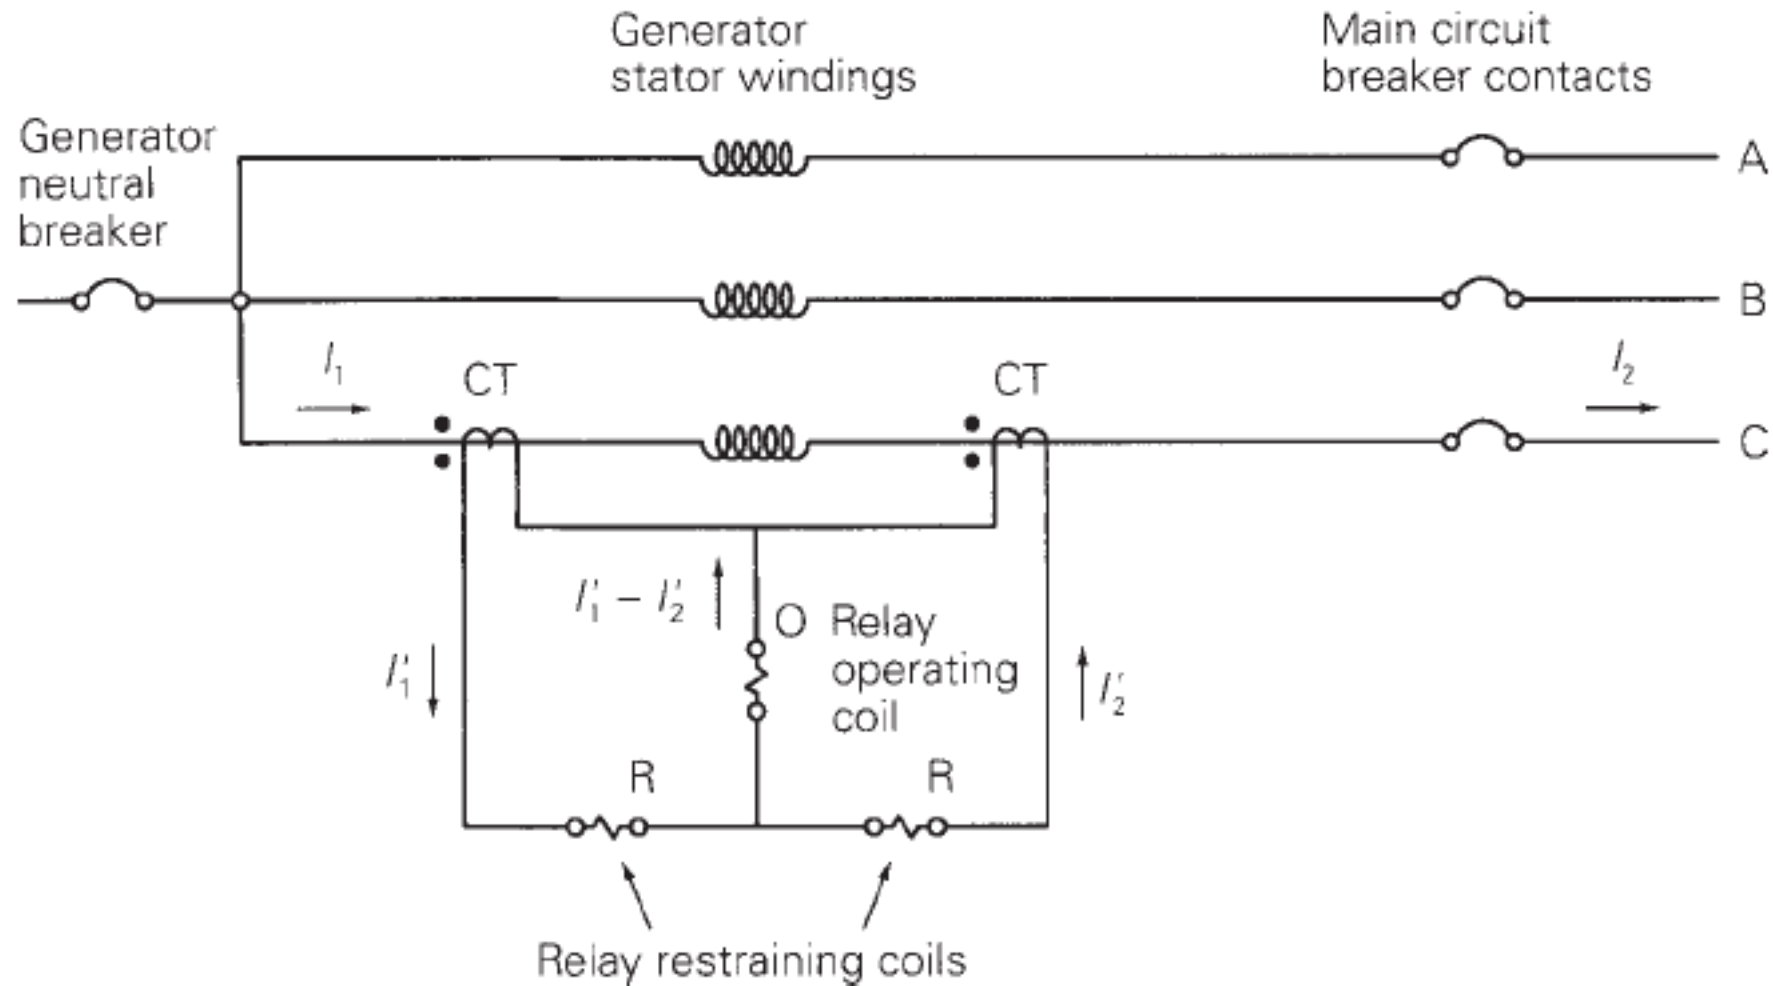 Generator
stator windings
Main circuit
breaker contacts
Generator
neutral
breaker
A
B
I₁
CT
CT
I₂
C
I'₁ – I'₂
O Relay
operating
coil
I'₁
I'₂
R
R
Relay restraining coils